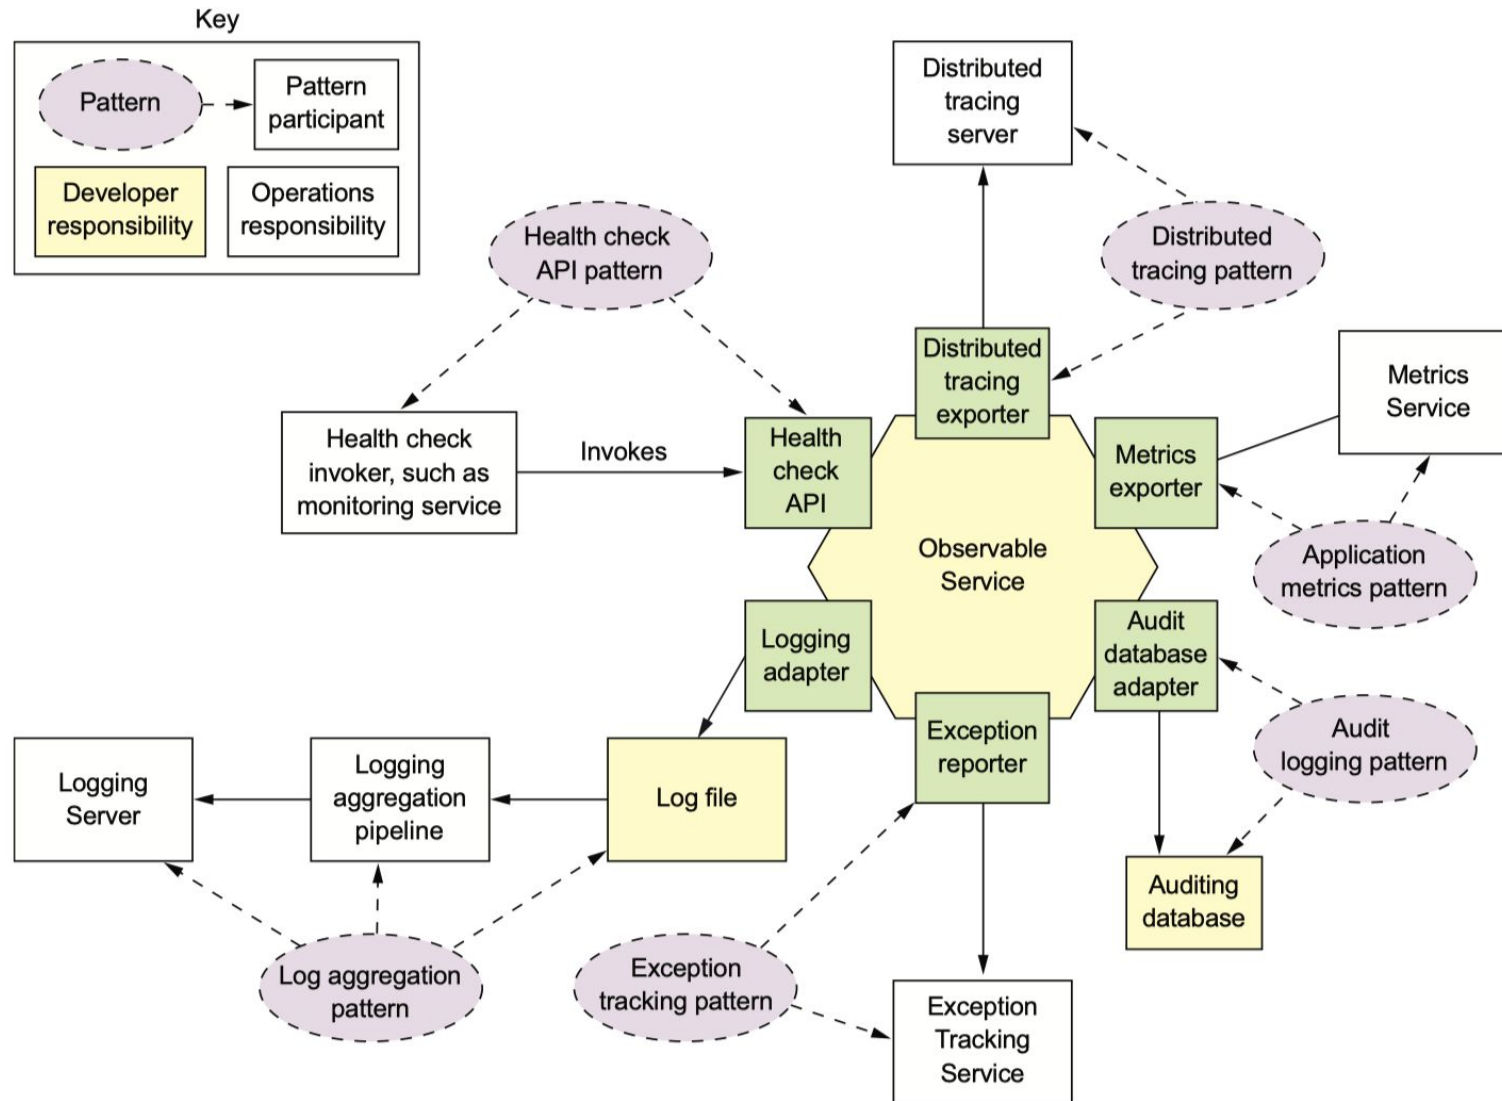 Key
Pattern
Pattern
participant
Developer
responsibility
Operations
responsibility
Distributed
tracing
server
Health check
API pattern
Distributed
tracing pattern
Distributed
tracing
exporter
Metrics
Service
Health check
invoker, such as
monitoring service
Invokes
Health
check
API
Metrics
exporter
Observable
Service
Application
metrics pattern
Logging
adapter
Audit
database
adapter
Audit
logging pattern
Logging
Server
Logging
aggregation
pipeline
Log file
Exception
reporter
Auditing
database
Log aggregation
pattern
Exception
tracking pattern
Exception
Tracking
Service